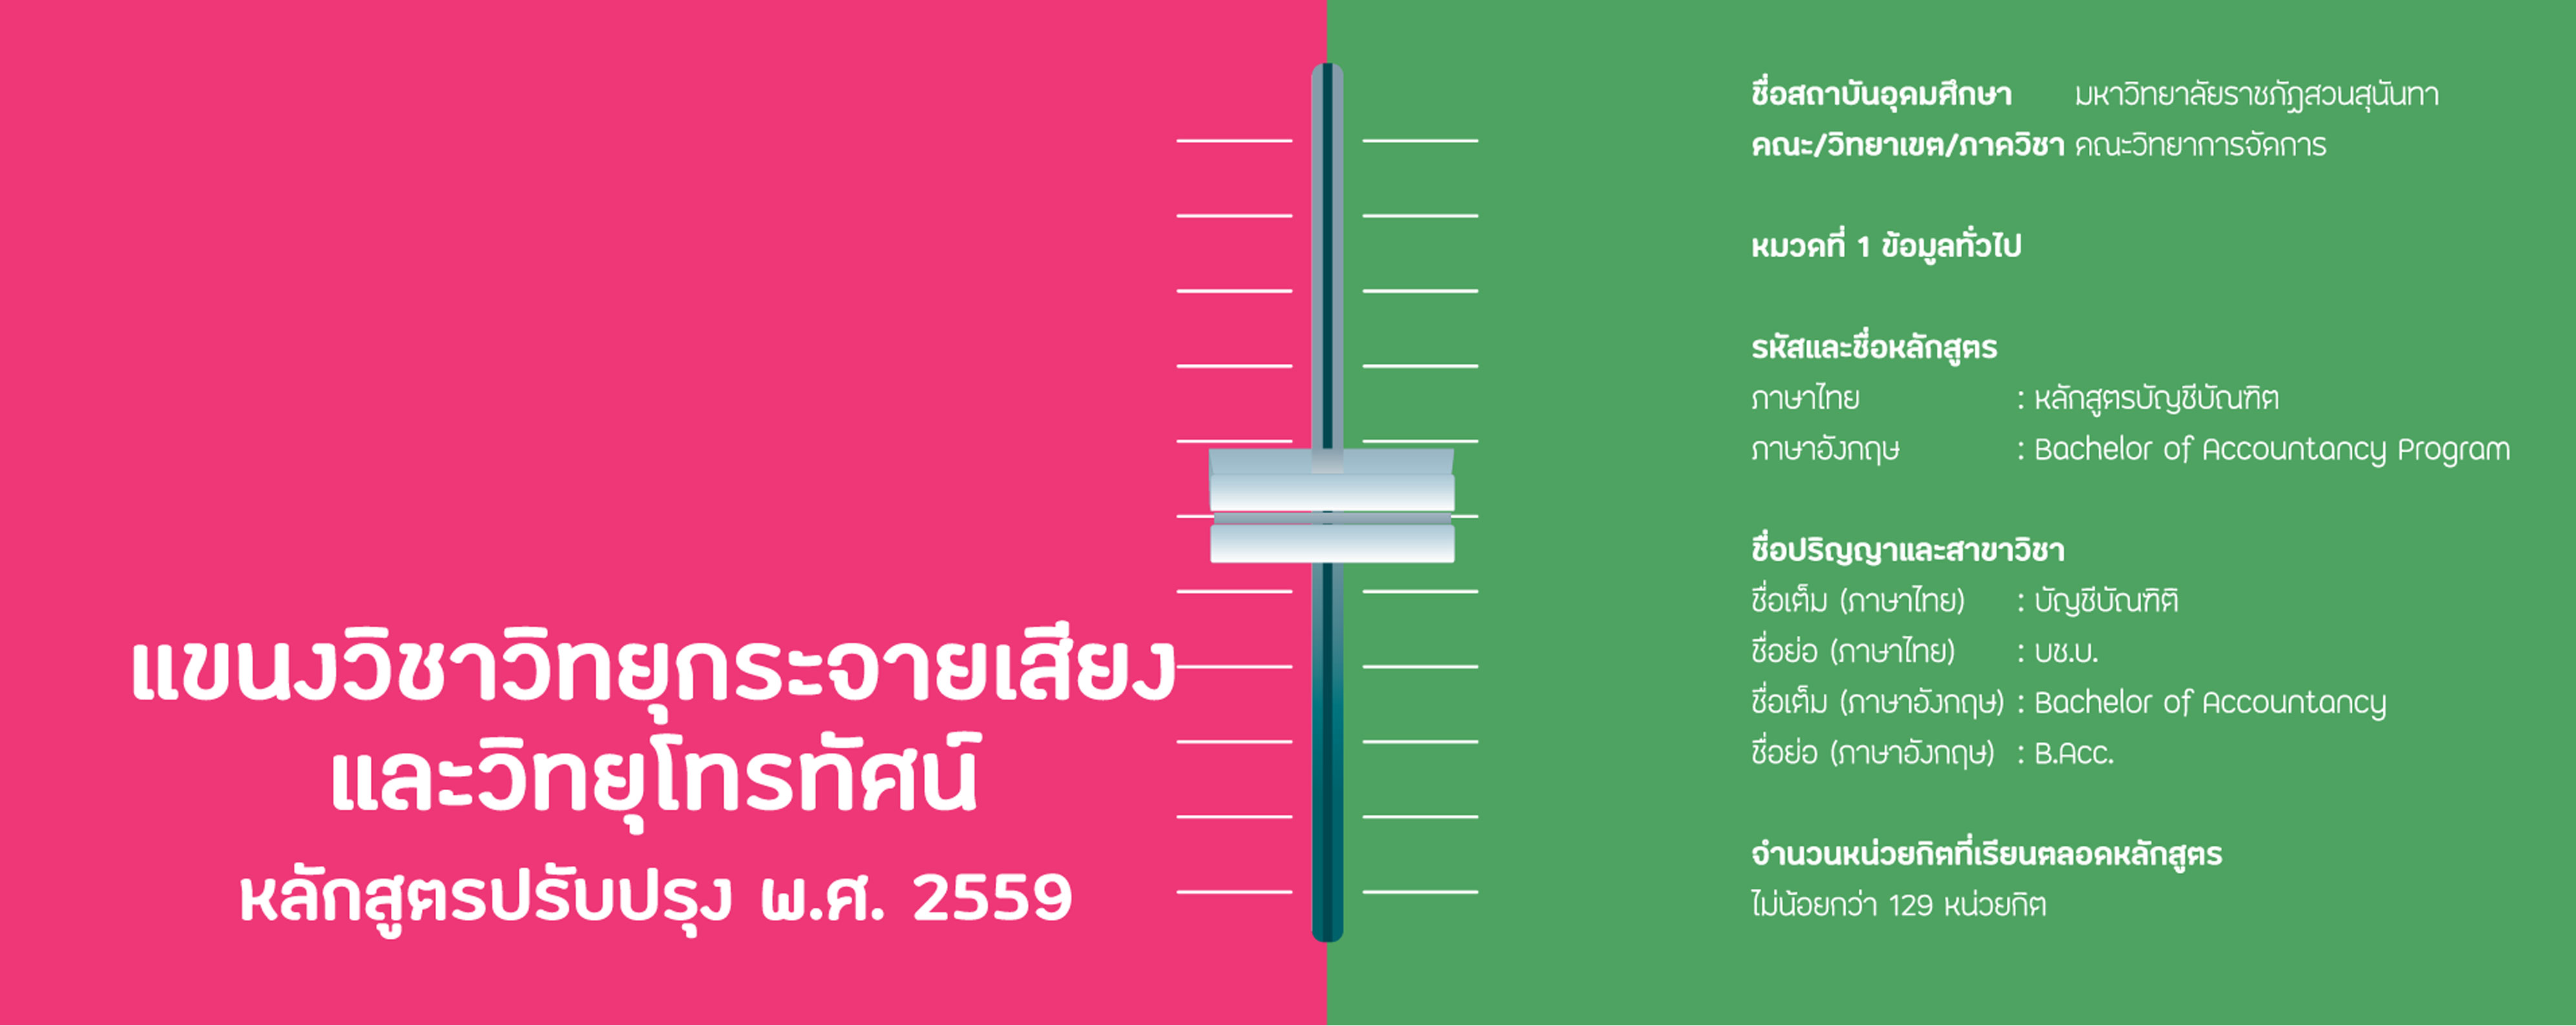 แขนงวิชาวิทยุกระจายเสียง
และวิทยุโทรทัศน์
หลักสูตรปรับปรุง พ.ศ. 2559
ชื่อสถาบันอุดมศึกษา มหาวิทยาลัยราชภัฏสวนสุนันทา
คณะ/วิทยาเขต/ภาควิชา คณะวิทยาการจัดการ
หมวดที่ 1 ข้อมูลทั่วไป
รหัสและชื่อหลักสูตร
ภาษาไทย : หลักสูตรบัญชีบัณฑิต
ภาษาอังกฤษ : Bachelor of Accountancy Program
ชื่อปริญญาและสาขาวิชา
ชื่อเต็ม (ภาษาไทย) : บัญชีบัณฑิติ
ชื่อย่อ (ภาษาไทย) : บช.บ.
ชื่อเต็ม (ภาษาอังกฤษ) : Bachelor of Accountancy
ชื่อย่อ (ภาษาอังกฤษ) : B.Acc.
จำนวนหน่วยกิตที่เรียนตลอดหลักสูตร
ไม่น้อยกว่า 129 หน่วยกิต